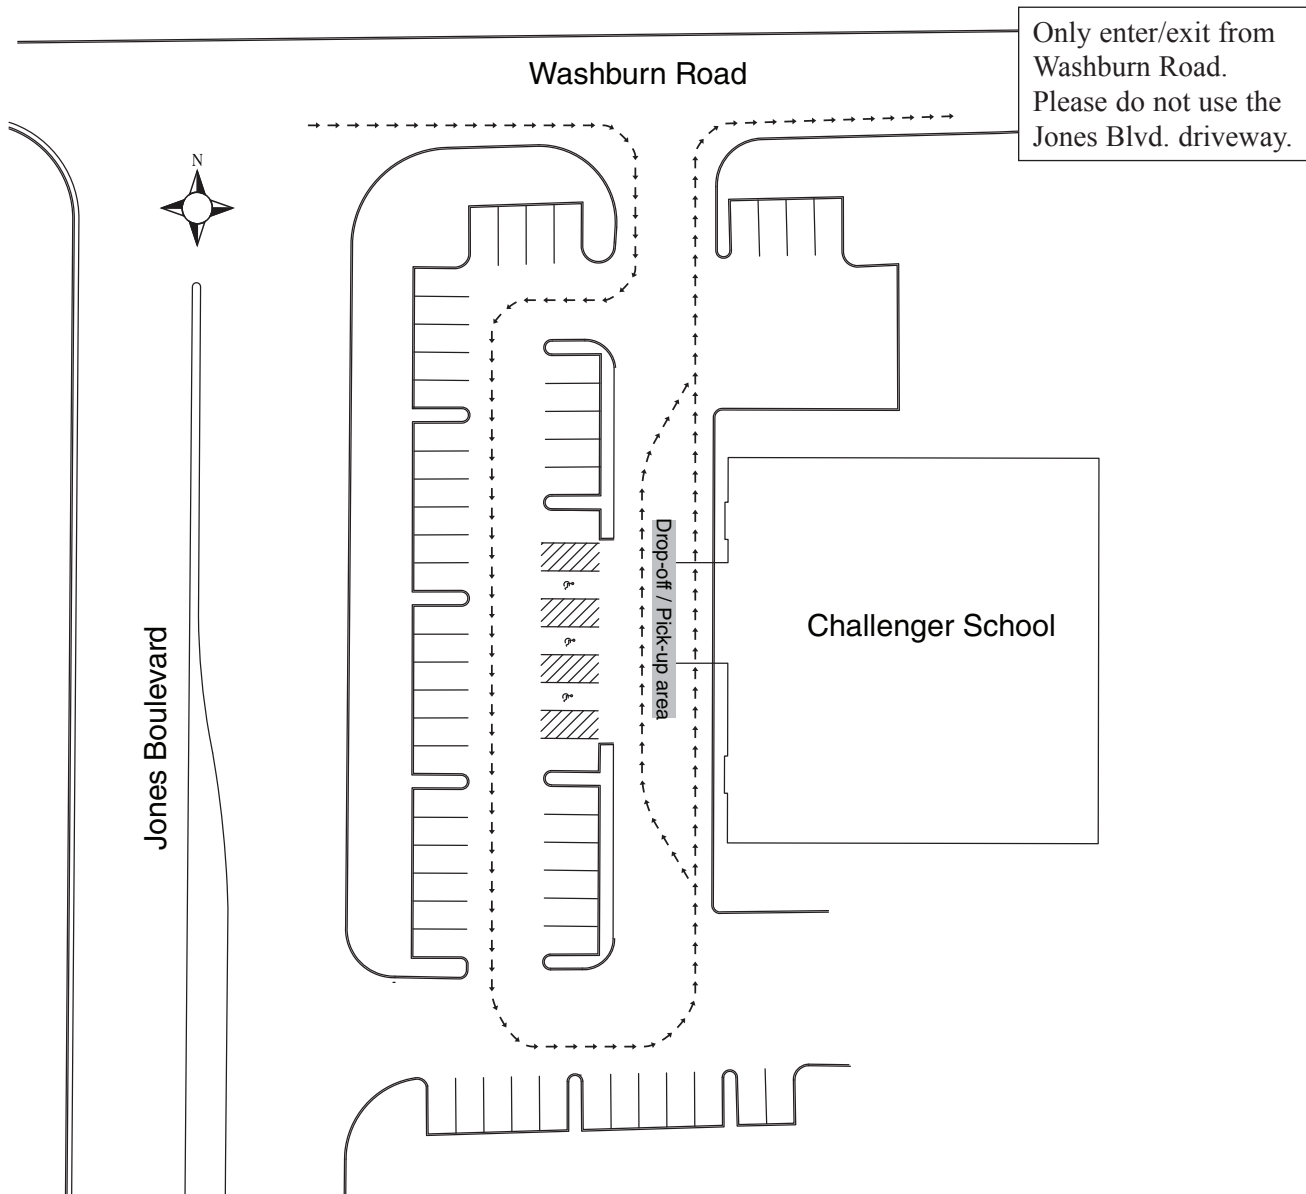 Only enter/exit from
Washburn Road.
Please do not use the
Jones Blvd. driveway.
Washburn Road
N
Drop-off / Pick-up area
Challenger School
Jones Boulevard